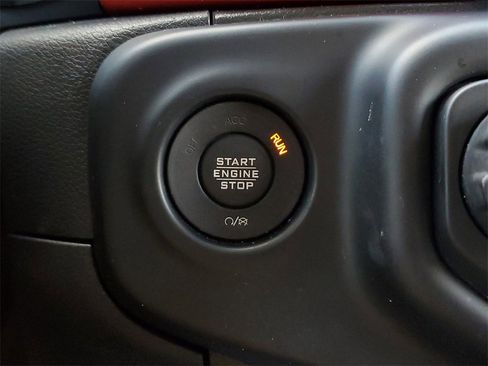 OFF ACC RUN
START
ENGINE
STOP